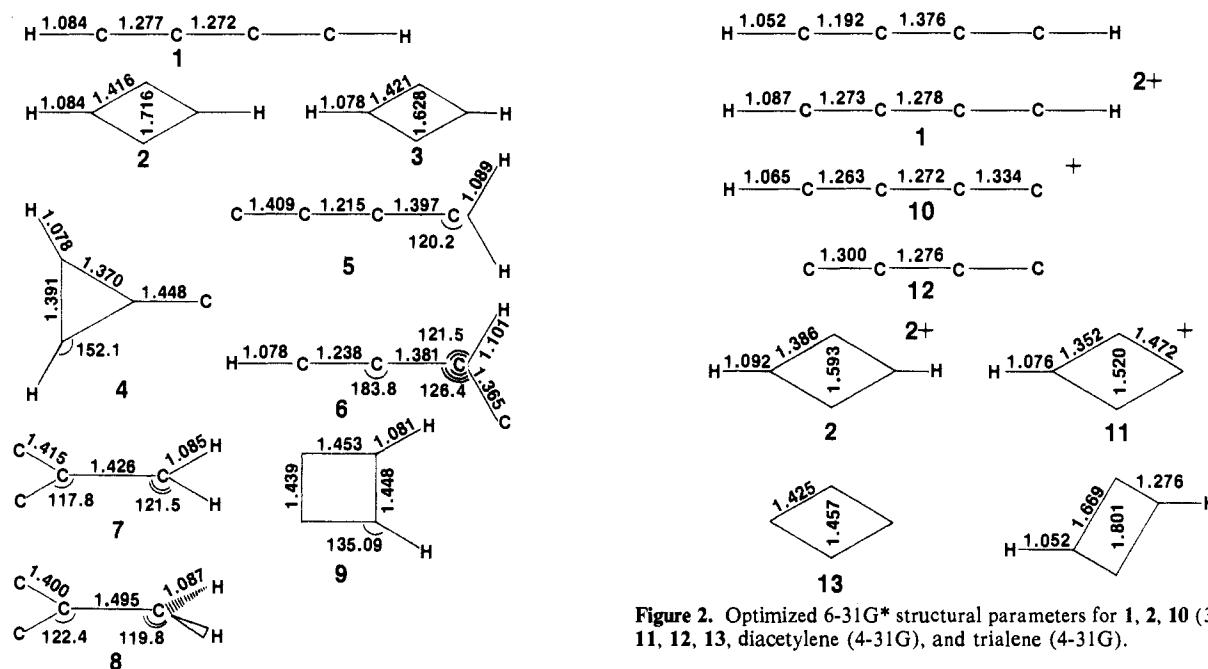 H 1.084 C 1.277 C 1.272 C C H
1
H 1.084 1.416 1.716 H
2
H 1.078 1.421 1.628 H
3
H 1.078 1.370 1.391 1.448 C
152.1
H
4
C 1.409 C 1.215 C 1.397 C 1.089 H
120.2
H
5
H 1.078 C 1.238 C 1.381 C 121.5 1.101 H
183.8 126.4 1.365 C
6
C 1.415 C 1.426 C 1.085 H
C 117.8 121.5 H
7
1.453 1.081 H
1.439 1.448
135.09 H
9
C 1.400 C 1.495 C 1.087 H
C 122.4 119.8 H
8
H 1.052 C 1.192 C 1.376 C C H
2+
H 1.087 C 1.273 C 1.278 C C H
1
+
H 1.065 C 1.263 C 1.272 C 1.334 C
10
C 1.300 C 1.276 C C
12
2+
H 1.092 1.386 1.593 H
2
+
H 1.076 1.352 1.472 1.520
11
1.425 1.457
13
1.276 H
1.669 1.801
H 1.052
Figure 2. Optimized 6-31G* structural parameters for 1, 2, 10 (3
11, 12, 13, diacetylene (4-31G), and trialene (4-31G).